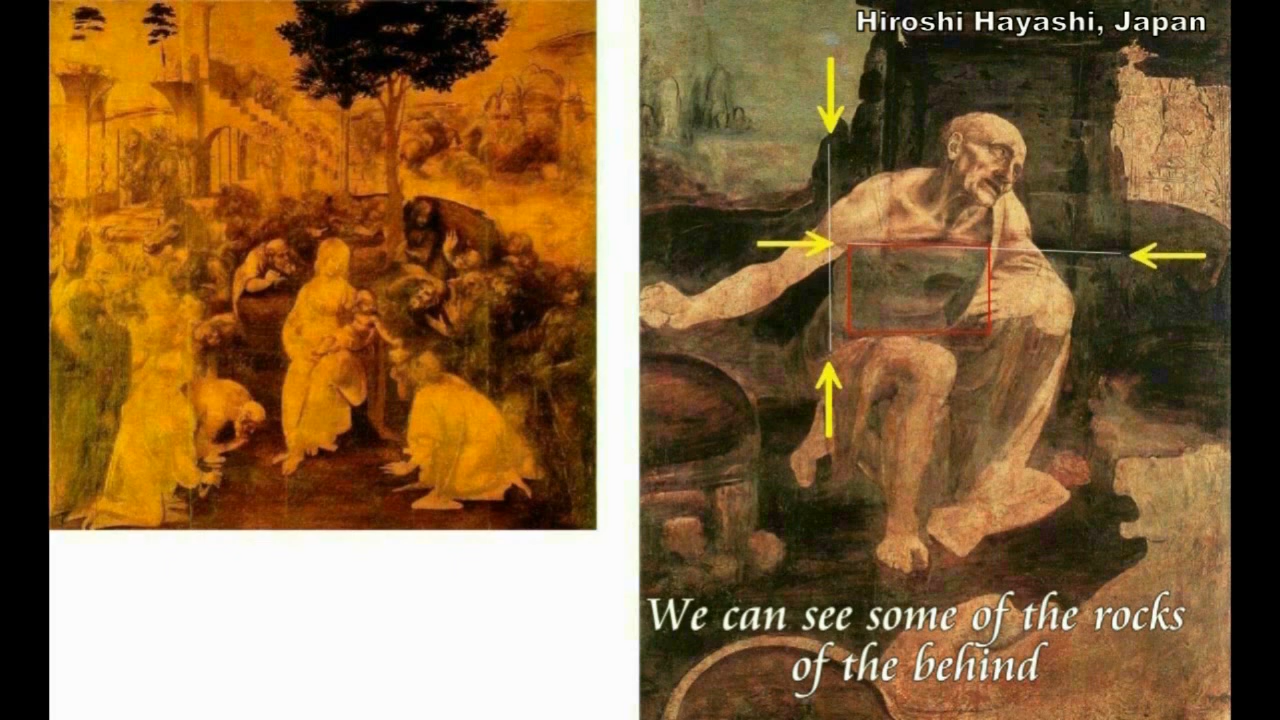 Hiroshi Hayashi, Japan
We can see some of the rocks
of the behind